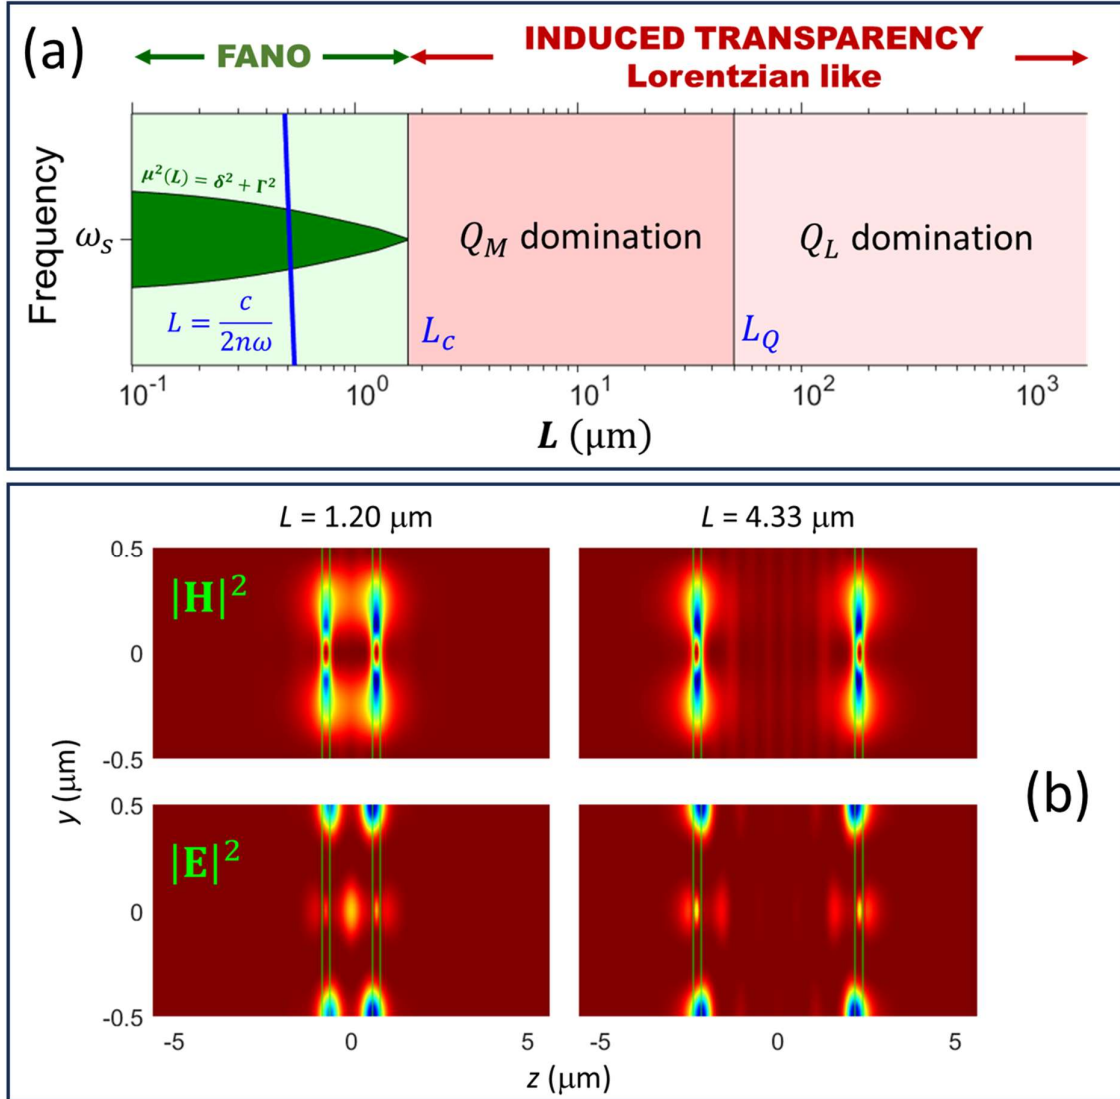 (a)
FANO
INDUCED TRANSPARENCY
Lorentzian like
Frequency
ω_S
μ²(L) = δ² + Γ²
L = c/2nω
L_c
Q_M domination
L_Q
Q_L domination
10⁻¹ 10⁰ 10¹ 10² 10³
L (μm)
L = 1.20 μm
L = 4.33 μm
|H|²
0.5
0
-0.5
|E|²
0.5
0
-0.5
y (μm)
(b)
-5 0 5 -5 0 5
z (μm)